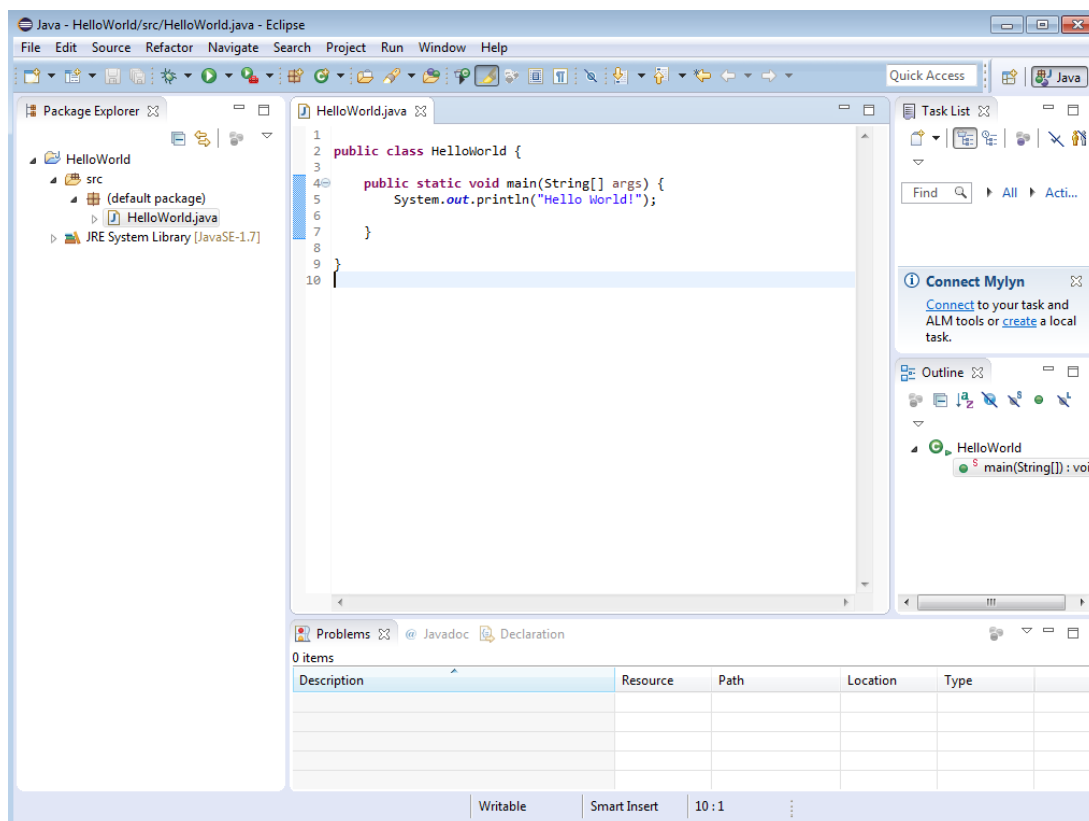 Java - HelloWorld/src/HelloWorld.java - Eclipse
File Edit Source Refactor Navigate Search Project Run Window Help
Quick Access
Java
Package Explorer
HelloWorld
src
(default package)
HelloWorld.java
JRE System Library [JavaSE-1.7]
HelloWorld.java
1
2 public class HelloWorld {
3
4 public static void main(String[] args) {
5 System.out.println("Hello World!");
6
7 }
8
9 }
10
Task List
Find All Acti...
Connect Mylyn
Connect to your task and
ALM tools or create a local
task.
Outline
HelloWorld
main(String[]) : voi
Problems @ Javadoc Declaration
0 items
Description Resource Path Location Type
Writable Smart Insert 10 : 1